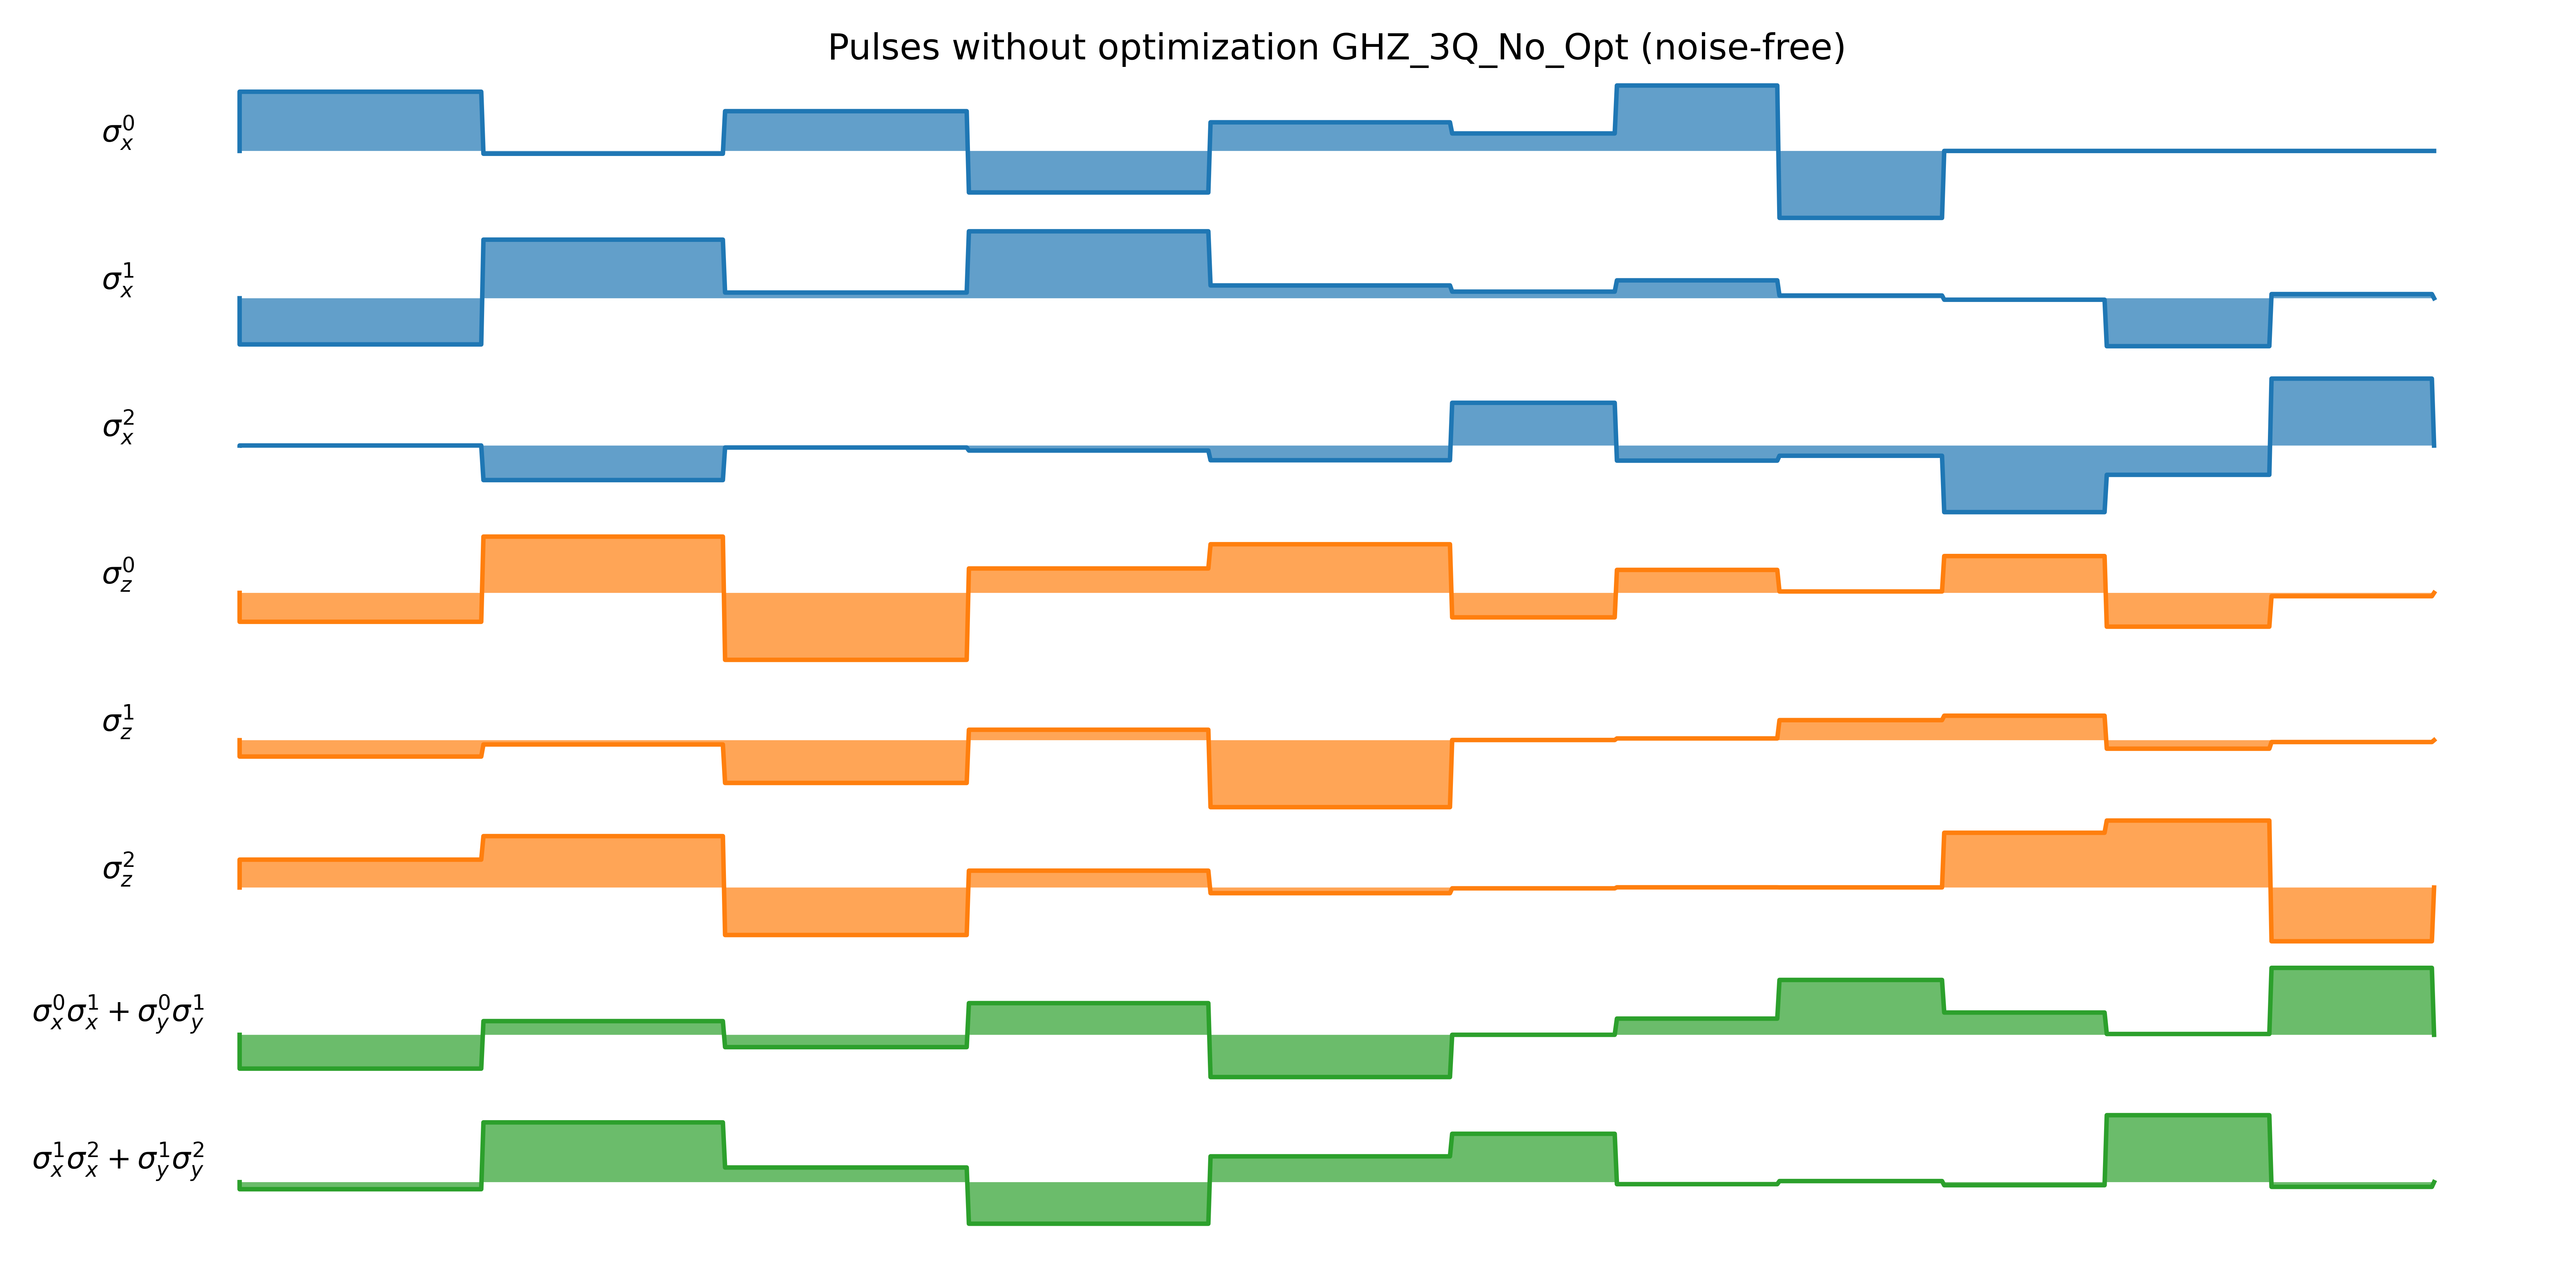 Pulses without optimization GHZ_3Q_No_Opt (noise-free)
σ_x^0
σ_x^1
σ_x^2
σ_z^0
σ_z^1
σ_z^2
σ_x^0σ_x^1 + σ_y^0σ_y^1
σ_x^1σ_x^2 + σ_y^1σ_y^2